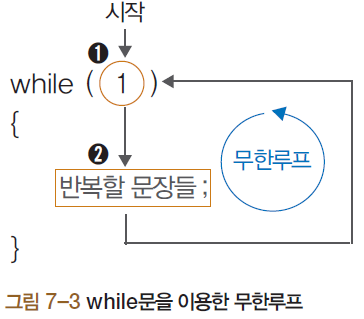 시작
❶
while ( 1 )
{
❷
반복할 문장들 ;
무한루프
}
그림 7-3 while문을 이용한 무한루프